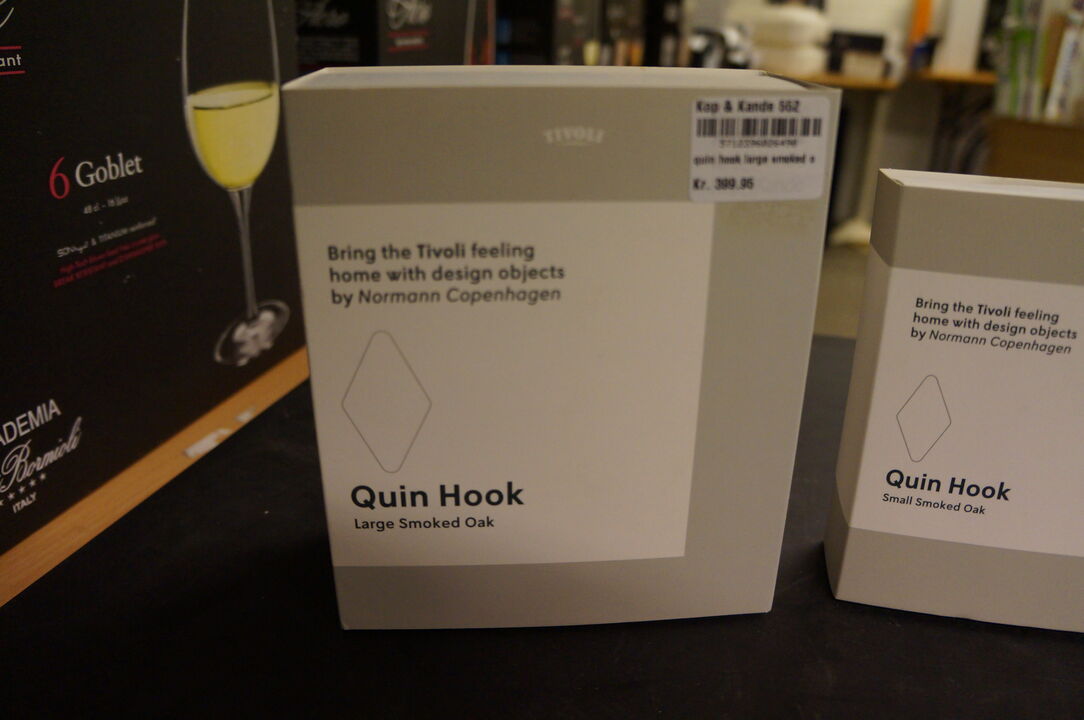 ant
6 Goblet
ADEMIA
Bormioli
ITALY
TIVOLI
Kop & Kande 552
quin hook large smoked o
Kr. 399.95
Bring the Tivoli feeling
home with design objects
by Normann Copenhagen
Quin Hook
Large Smoked Oak
Bring the Tivoli feeling
home with design objects
by Normann Copenhagen
Quin Hook
Small Smoked Oak